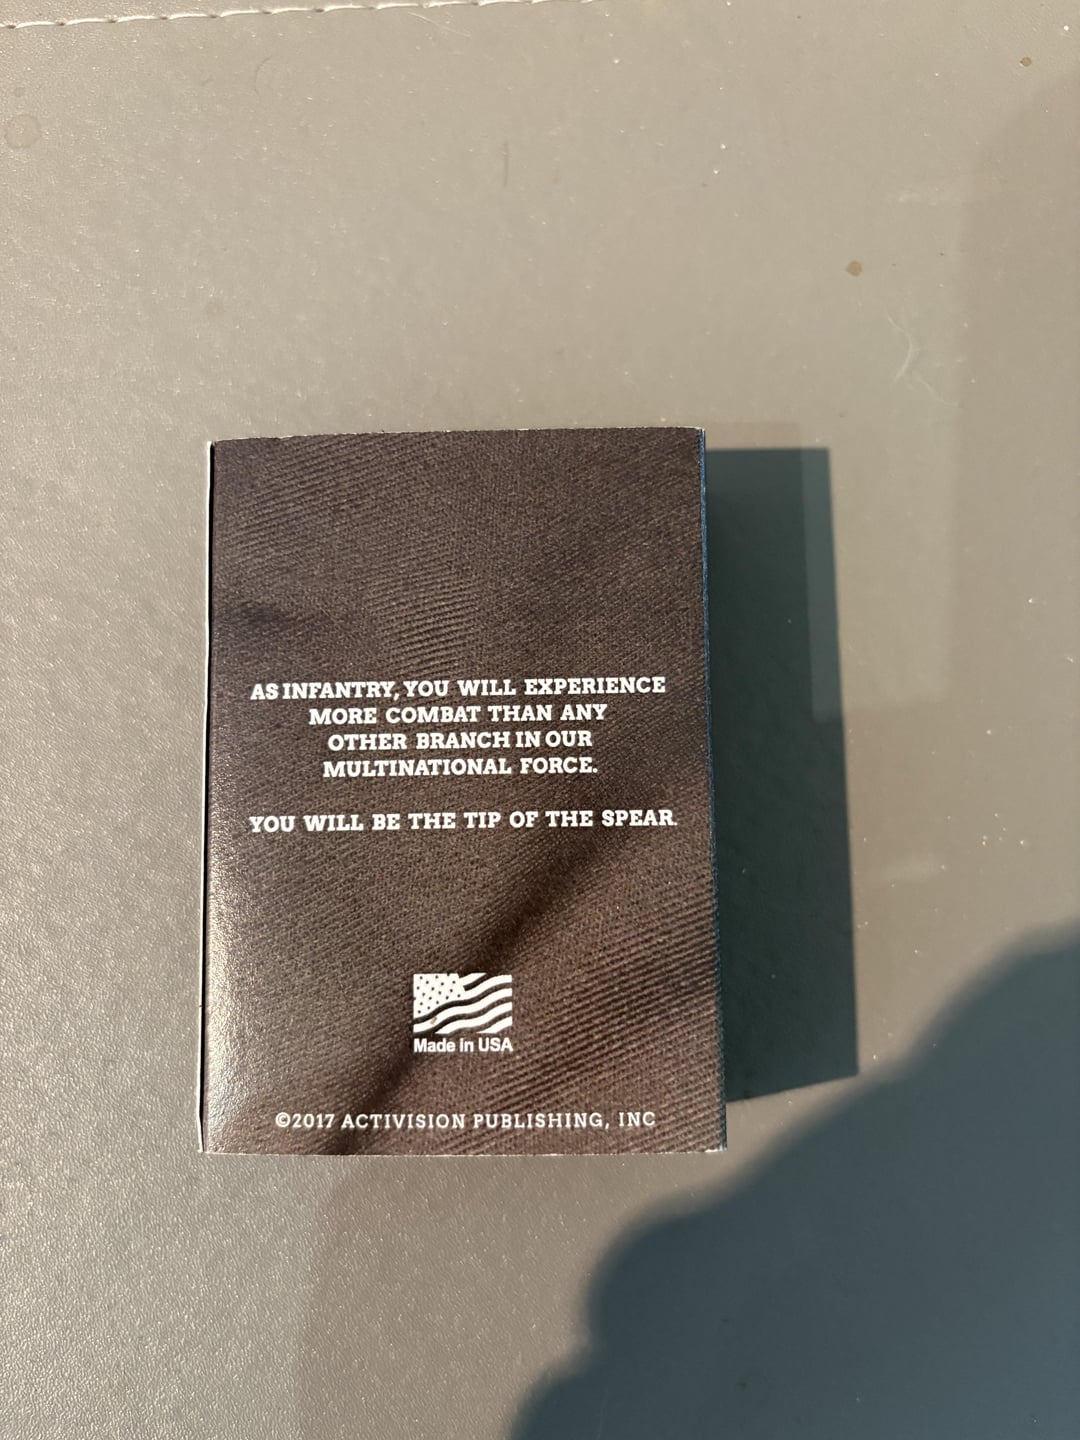 AS INFANTRY, YOU WILL EXPERIENCE
MORE COMBAT THAN ANY
OTHER BRANCH IN OUR
MULTINATIONAL FORCE.
YOU WILL BE THE TIP OF THE SPEAR.
Made in USA
©2017 ACTIVISION PUBLISHING, INC